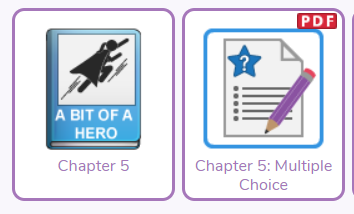 PDF
A BIT OF A
HERO
?
Chapter 5
Chapter 5: Multiple
Choice